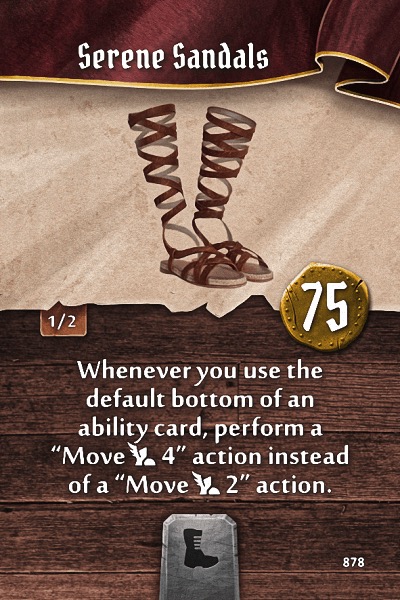 Serene Sandals
75
1/2
Whenever you use the
default bottom of an
ability card, perform a
“Move 4” action instead
of a “Move 2” action.
878